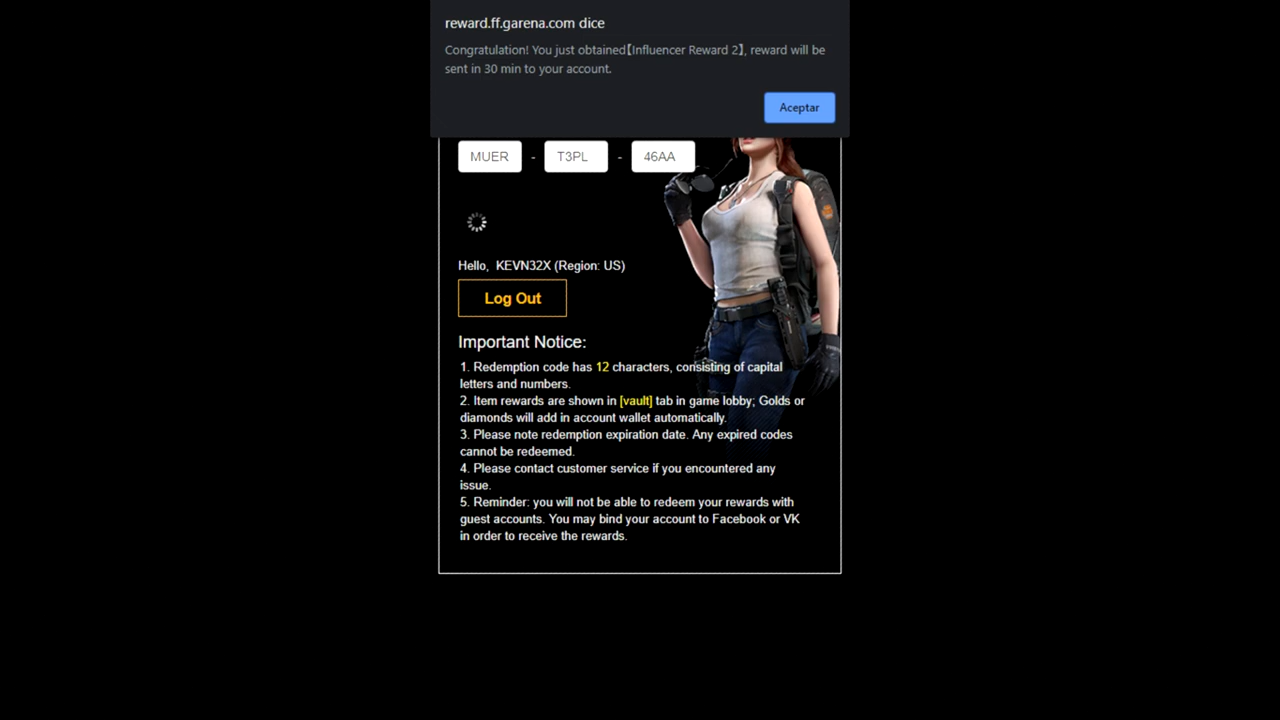 reward.ff.garena.com dice
Congratulation! You just obtained【Influencer Reward 2】, reward will be
sent in 30 min to your account.
Aceptar
MUER - T3PL - 46AA
Hello, KEVN32X (Region: US)
Log Out
Important Notice:
1. Redemption code has 12 characters, consisting of capital
letters and numbers.
2. Item rewards are shown in [vault] tab in game lobby; Golds or
diamonds will add in account wallet automatically.
3. Please note redemption expiration date. Any expired codes
cannot be redeemed.
4. Please contact customer service if you encountered any
issue.
5. Reminder: you will not be able to redeem your rewards with
guest accounts. You may bind your account to Facebook or VK
in order to receive the rewards.